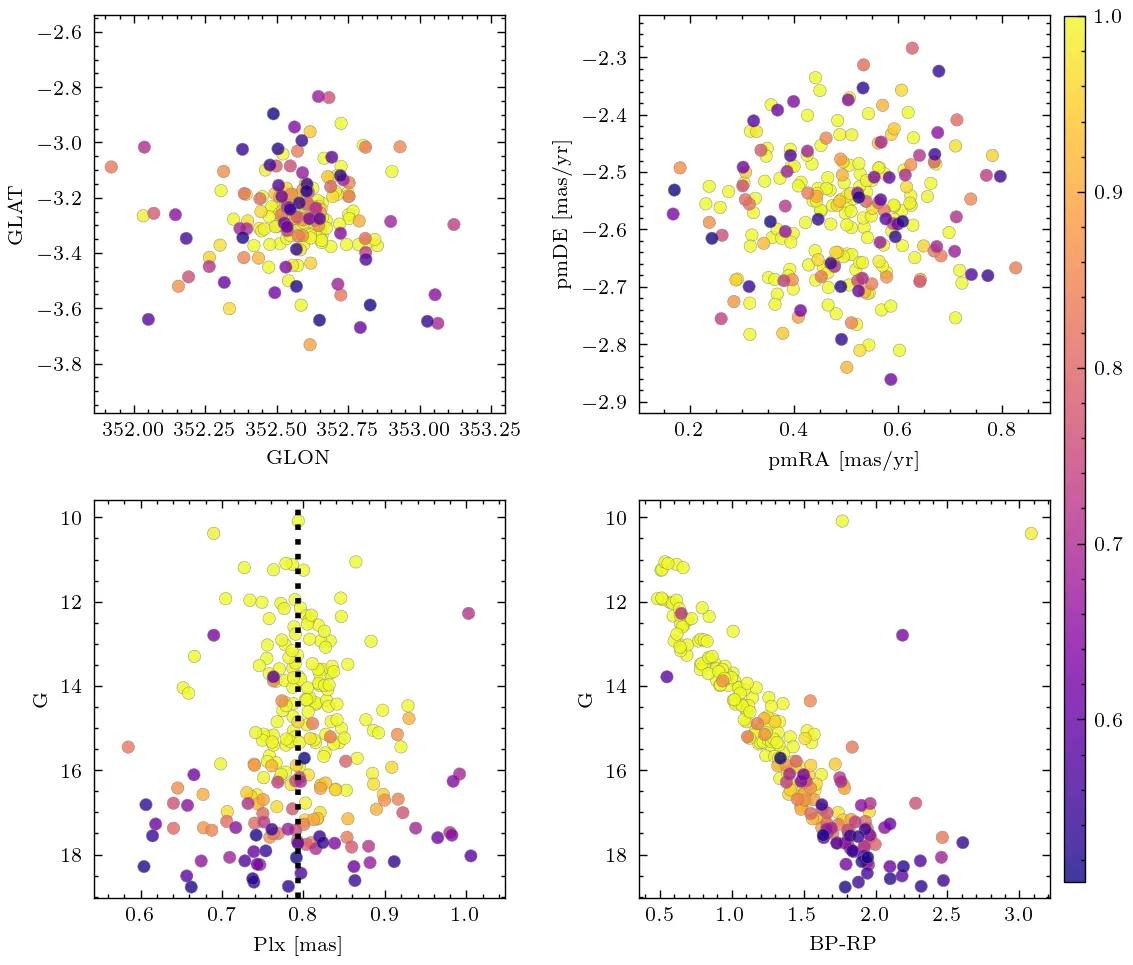 −2.6
−2.8
−3.0
−3.2
−3.4
−3.6
−3.8
GLAT
352.00 352.25 352.50 352.75 353.00 353.25
GLON
−2.3
−2.4
−2.5
−2.6
−2.7
−2.8
−2.9
pmDE [mas/yr]
0.2 0.4 0.6 0.8
pmRA [mas/yr]
1.0
0.9
0.8
0.7
0.6
10
12
14
16
18
G
0.6 0.7 0.8 0.9 1.0
Plx [mas]
10
12
14
16
18
G
0.5 1.0 1.5 2.0 2.5 3.0
BP-RP